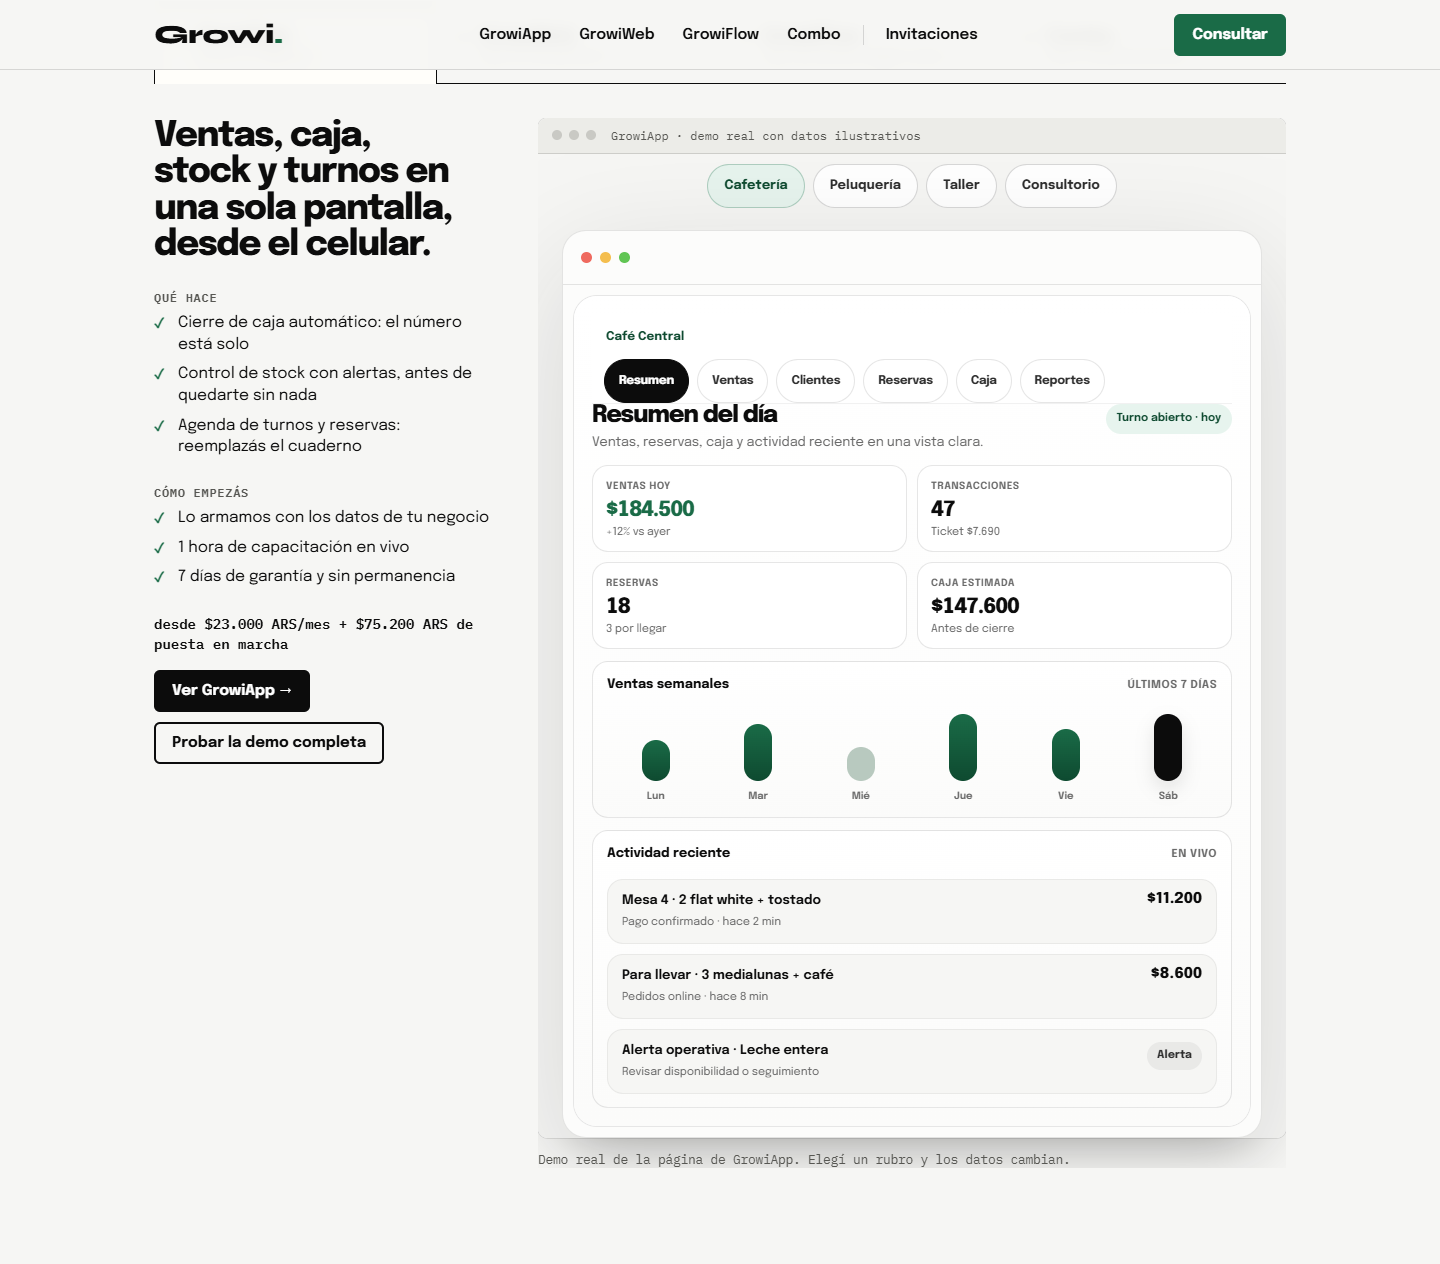 Growi.
GrowiApp
GrowiWeb
GrowiFlow
Combo
Invitaciones
Consultar
Ventas, caja,
stock y turnos en
una sola pantalla,
desde el celular.
QUÉ HACE
✓ Cierre de caja automático: el número
está solo
✓ Control de stock con alertas, antes de
quedarte sin nada
✓ Agenda de turnos y reservas:
reemplazás el cuaderno
CÓMO EMPEZÁS
✓ Lo armamos con los datos de tu negocio
✓ 1 hora de capacitación en vivo
✓ 7 días de garantía y sin permanencia
desde $23.000 ARS/mes + $75.200 ARS de
puesta en marcha
Ver GrowiApp →
Probar la demo completa
GrowiApp · demo real con datos ilustrativos
Cafetería
Peluquería
Taller
Consultorio
Café Central
Resumen
Ventas
Clientes
Reservas
Caja
Reportes
Resumen del día
Turno abierto · hoy
Ventas, reservas, caja y actividad reciente en una vista clara.
VENTAS HOY
$184.500
+12% vs ayer
TRANSACCIONES
47
Ticket $7.690
RESERVAS
18
3 por llegar
CAJA ESTIMADA
$147.600
Antes de cierre
Ventas semanales
ÚLTIMOS 7 DÍAS
Lun
Mar
Mié
Jue
Vie
Sáb
Actividad reciente
EN VIVO
Mesa 4 · 2 flat white + tostado
$11.200
Pago confirmado · hace 2 min
Para llevar · 3 medialunas + café
$8.600
Pedidos online · hace 8 min
Alerta operativa · Leche entera
Alerta
Revisar disponibilidad o seguimiento
Demo real de la página de GrowiApp. Elegí un rubro y los datos cambian.